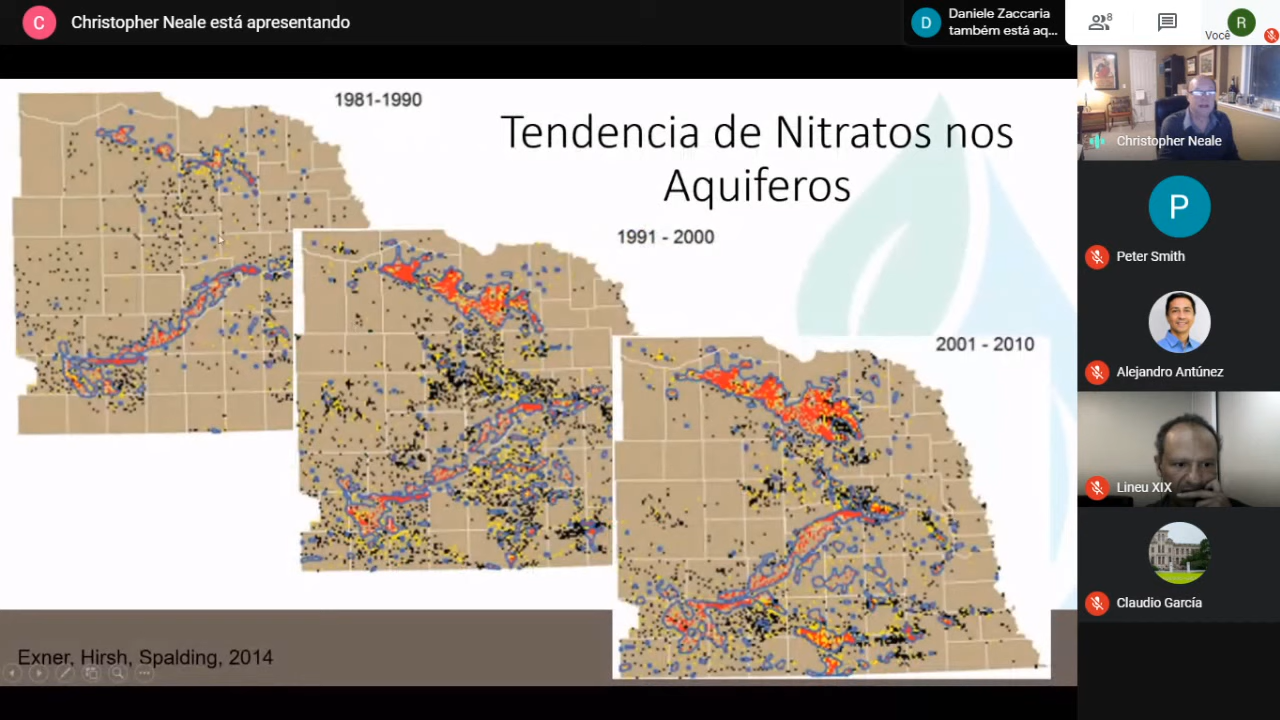 C
Christopher Neale está apresentando
D
Daniele Zaccaria
também está aq...
8
Você
R
1981-1990
Tendencia de Nitratos nos
Aquiferos
1991 - 2000
2001 - 2010
Exner, Hirsh, Spalding, 2014
Christopher Neale
P
Peter Smith
Alejandro Antúnez
Lineu XIX
Claudio García